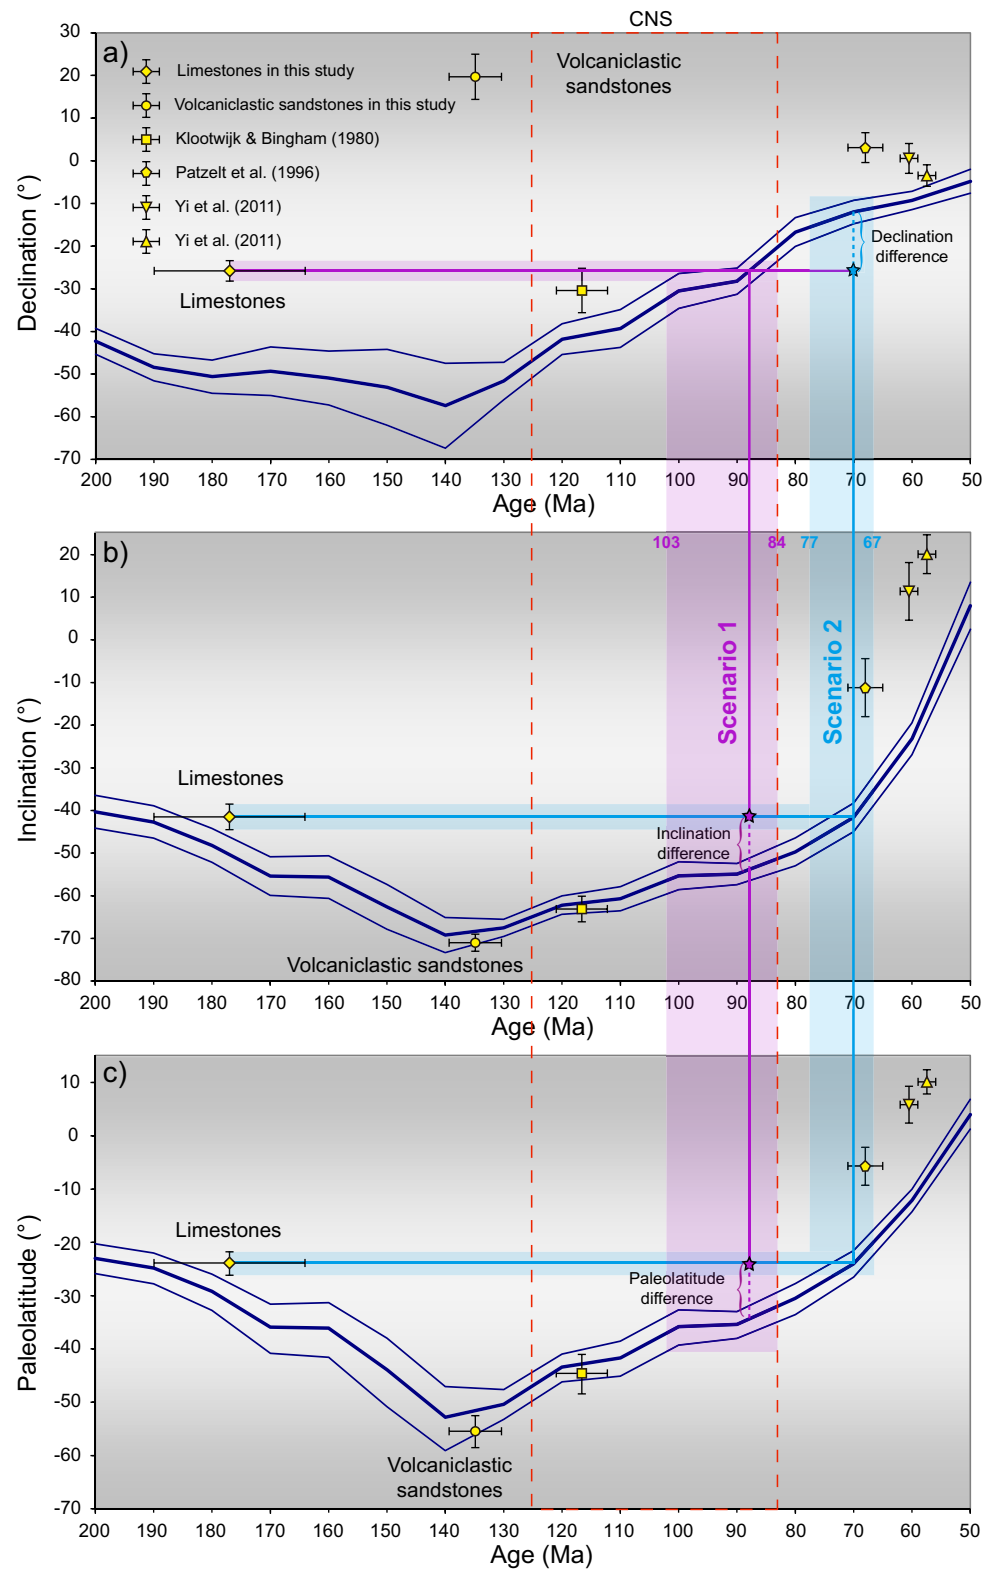 CNS
a)
Limestones in this study
Volcaniclastic sandstones in this study
Klootwijk & Bingham (1980)
Patzelt et al. (1996)
Yi et al. (2011)
Yi et al. (2011)
Volcaniclastic
sandstones
Limestones
Declination
difference
Declination (°)
30
20
10
0
-10
-20
-30
-40
-50
-60
-70
200 190 180 170 160 150 140 130 120 110 100 90 80 70 60 50
Age (Ma)
b)
103 84 77 67
Scenario 1
Scenario 2
Limestones
Inclination
difference
Volcaniclastic sandstones
Inclination (°)
20
10
0
-10
-20
-30
-40
-50
-60
-70
-80
200 190 180 170 160 150 140 130 120 110 100 90 80 70 60 50
Age (Ma)
c)
Limestones
Paleolatitude
difference
Volcaniclastic
sandstones
Paleolatitude (°)
10
0
-10
-20
-30
-40
-50
-60
-70
200 190 180 170 160 150 140 130 120 110 100 90 80 70 60 50
Age (Ma)